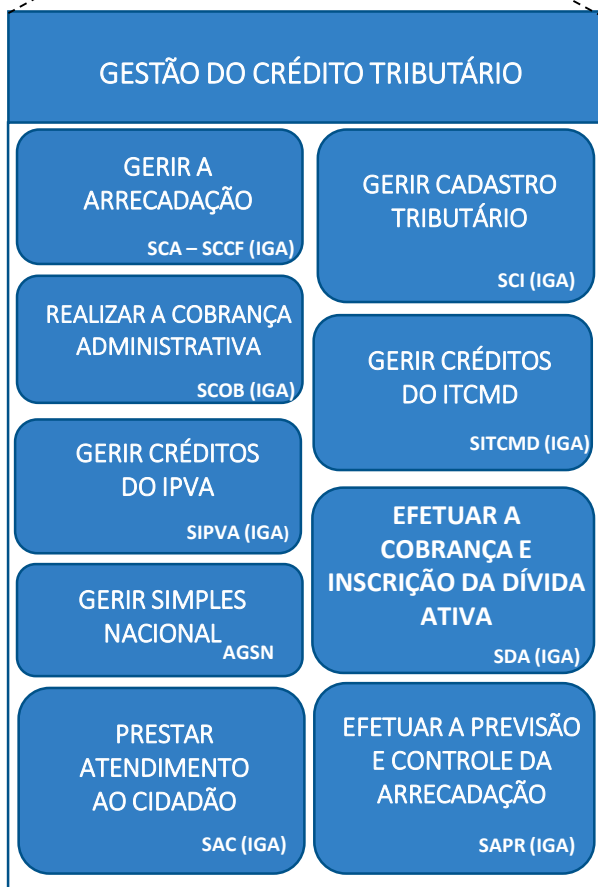 GESTÃO DO CRÉDITO TRIBUTÁRIO
GERIR A
ARRECADAÇÃO
SCA – SCCF (IGA)
GERIR CADASTRO
TRIBUTÁRIO
SCI (IGA)
REALIZAR A COBRANÇA
ADMINISTRATIVA
SCOB (IGA)
GERIR CRÉDITOS
DO ITCMD
SITCMD (IGA)
GERIR CRÉDITOS
DO IPVA
SIPVA (IGA)
EFETUAR A
COBRANÇA E
INSCRIÇÃO DA DÍVIDA
ATIVA
SDA (IGA)
GERIR SIMPLES
NACIONAL
AGSN
PRESTAR
ATENDIMENTO
AO CIDADÃO
SAC (IGA)
EFETUAR A PREVISÃO
E CONTROLE DA
ARRECADAÇÃO
SAPR (IGA)